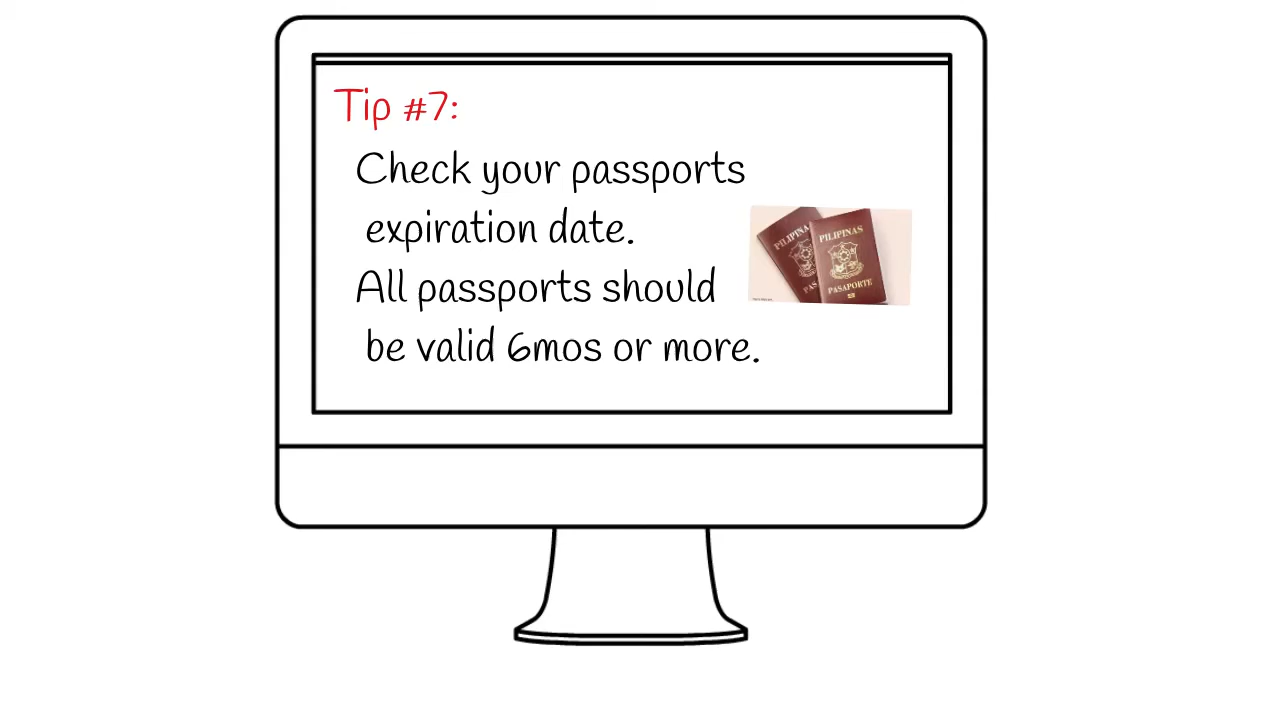 Tip #7:
Check your passports
expiration date.
All passports should
be valid 6mos or more.
PILIPINAS
PILIPINAS
PASAPORTE